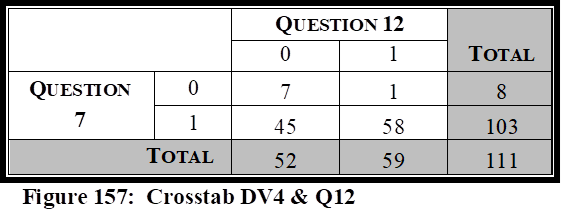 QUESTION 12
0 1 TOTAL
QUESTION 7 0 7 1 8
1 45 58 103
TOTAL 52 59 111
Figure 157: Crosstab DV4 & Q12